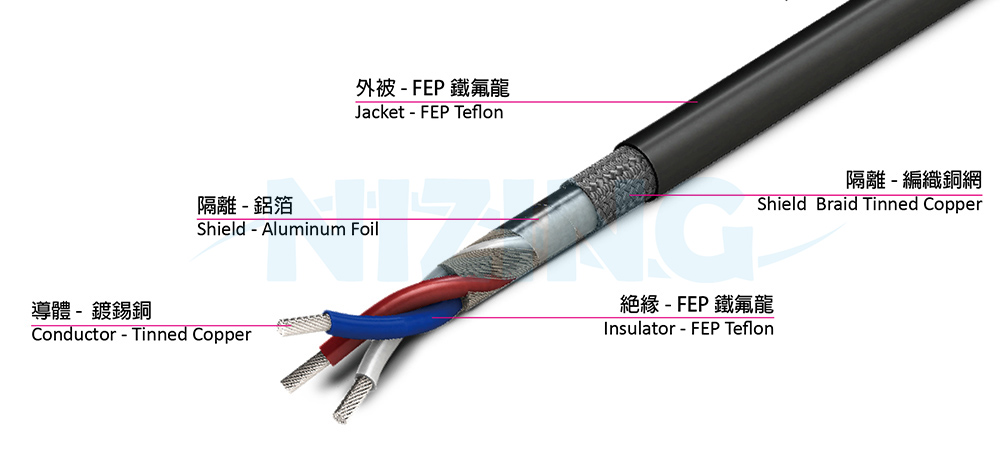 外被 - FEP 鐵氟龍
Jacket - FEP Teflon
隔離 - 編織銅網
Shield Braid Tinned Copper
隔離 - 鋁箔
Shield - Aluminum Foil
NIZING
導體 - 鍍錫銅
Conductor - Tinned Copper
絕緣 - FEP 鐵氟龍
Insulator - FEP Teflon